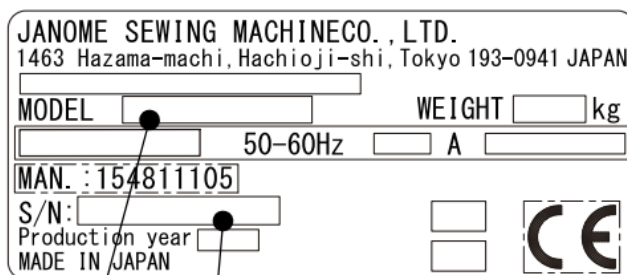 JANOME SEWING MACHINECO.,LTD.
1463 Hazama-machi,Hachioji-shi,Tokyo 193-0941 JAPAN
MODEL WEIGHT kg
50-60Hz A
MAN.:154811105
S/N:
Production year
MADE IN JAPAN
CE